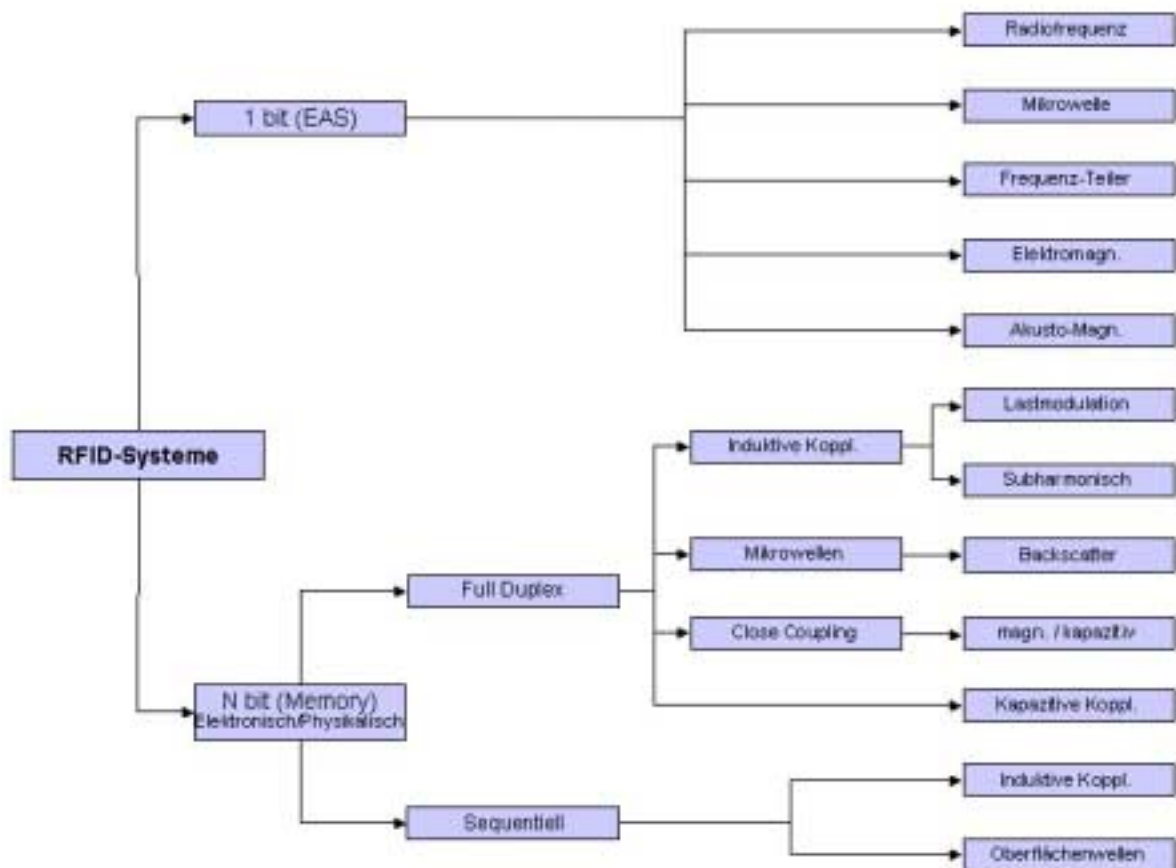 Radiofrequenz
Mikrowelle
1 bit (EAS)
Frequenz-Teiler
Elektromagn.
Akusto-Magn.
Lastmodulation
RFID-Systeme
Induktive Koppl.
Subharmonisch
Mikrowellen
Backscatter
Full Duplex
Close Coupling
magn. / kapazitiv
N bit (Memory)
Elektronisch/Physikalisch
Kapazitive Koppl.
Induktive Koppl.
Sequentiell
Oberflächenwellen